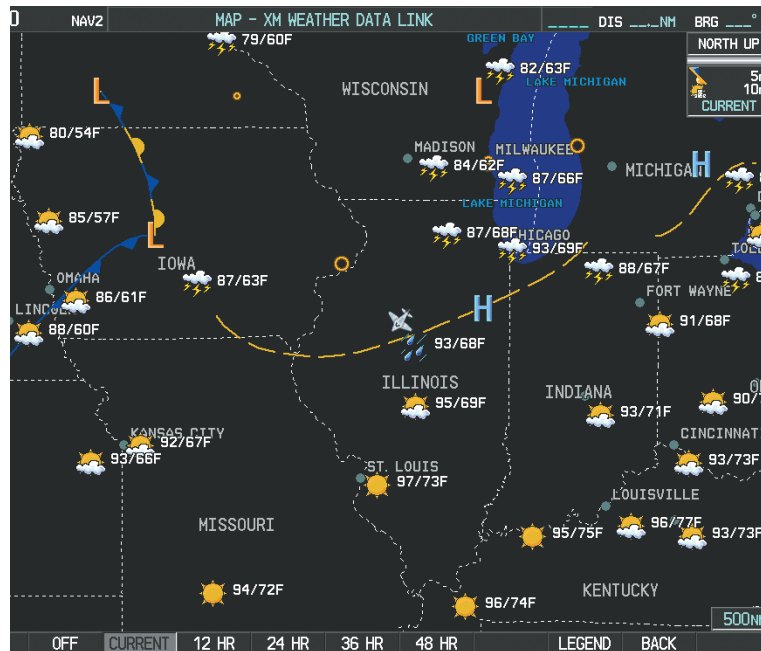 NAV2
MAP - XM WEATHER DATA LINK
____ DIS __._NM BRG ___°
79/60F
GREEN BAY
NORTH UP
82/63F
WISCONSIN
LAKE MICHIGAN
L
L
CURRENT
80/54F
MADISON
MILWAUKEE
84/62F
MICHIGAN
H
87/66F
LAKE MICHIGAN
85/57F
87/68F
CHICAGO
93/69F
L
IOWA
88/67F
OMAHA
87/63F
86/61F
FORT WAYNE
H
88/60F
91/68F
93/68F
ILLINOIS
95/69F
INDIANA
93/71F
KANSAS CITY
92/67F
93/66F
CINCINNATI
93/73F
ST. LOUIS
97/73F
LOUISVILLE
MISSOURI
95/75F
96/77F
93/73F
94/72F
96/74F
KENTUCKY
OFF
CURRENT
12 HR
24 HR
36 HR
48 HR
LEGEND
BACK